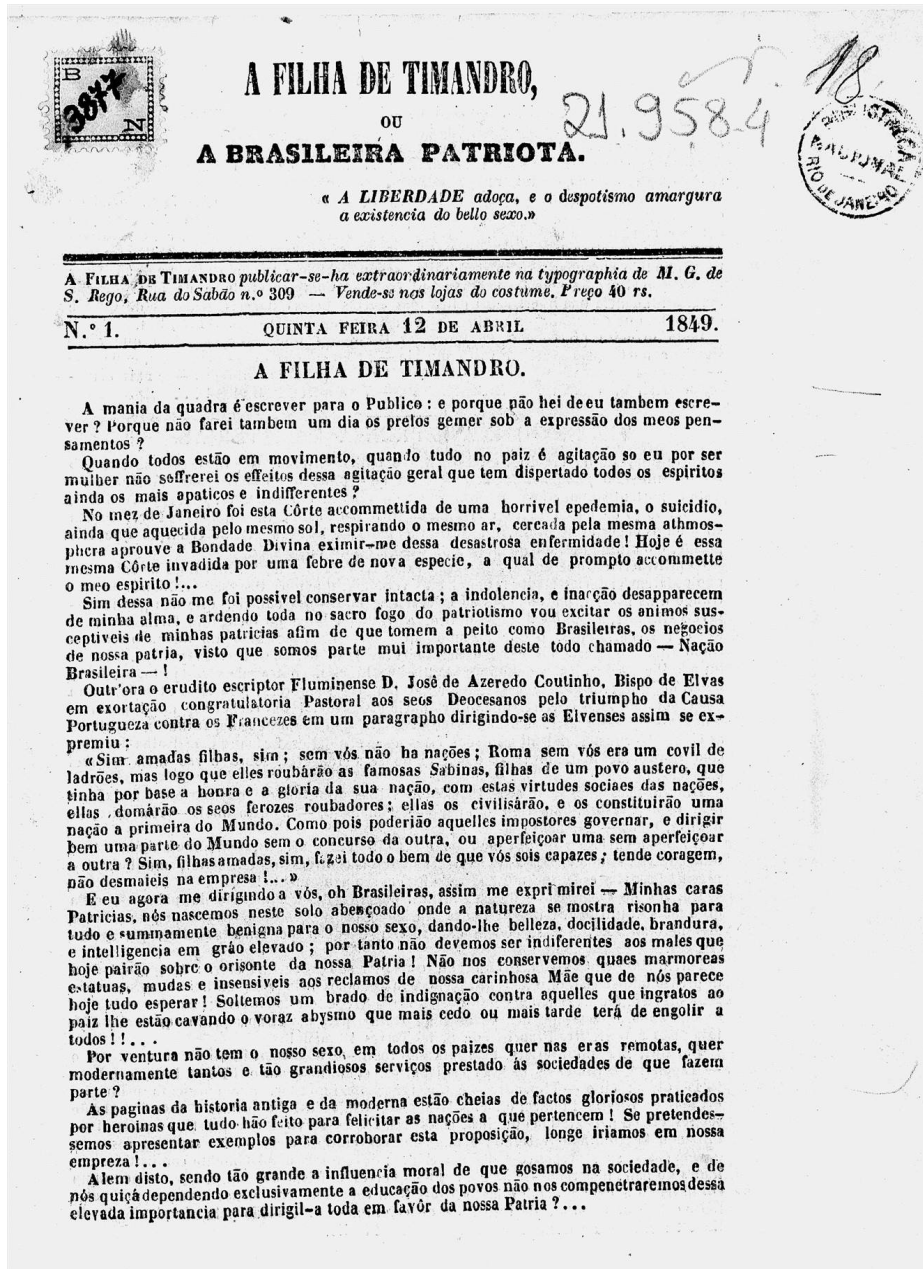 B
3877
N
A FILHA DE TIMANDRO,
OU
A BRASILEIRA PATRIOTA.
21.958.4
18
BIBLIOTHECA
NACIONAL
RIO DE JANEIRO
« A LIBERDADE adoça, e o despotismo amargura
a existencia do bello sexo.»
A FILHA DE TIMANDRO publicar-se-ha extraordinariamente na typographia de M. G. de
S. Rego, Rua do Sabão n.º 309 — Vende-se nas lojas do costume. Preço 40 rs.
N.º 1. QUINTA FEIRA 12 DE ABRIL 1849.
A FILHA DE TIMANDRO.
A mania da quadra é escrever para o Publico : e porque não hei de eu tambem escre-
ver ? Porque não farei tambem um dia os prelos gemer sob a expressão dos meos pen-
samentos ?
Quando todos estão em movimento, quando tudo no paiz é agitação so eu por ser
mulher não soffrerei os effeitos dessa agitação geral que tem dispertado todos os espiritos
ainda os mais apaticos e indifferentes ?
No mez de Janeiro foi esta Côrte accommettida de uma horrivel epedemia, o suicidio,
ainda que aquecida pelo mesmo sol, respirando o mesmo ar, cercada pela mesma athmos-
phera aprouve a Bondade Divina eximir-me dessa desastrosa enfermidade ! Hoje é essa
mesma Côrte invadida por uma febre de nova especie, a qual de prompto accommette
o meo espirito !...
Sim dessa não me foi possivel conservar intacta ; a indolencia, e inacção desapparecem
de minha alma, e ardendo toda no sacro fogo do patriotismo vou excitar os animos sus-
ceptiveis de minhas patricias afim de que tomem a peito como Brasileiras, os negocios
de nossa patria, visto que somos parte mui importante deste todo chamado — Nação
Brasileira — !
Outr'ora o erudito escriptor Fluminense D. José de Azeredo Coutinho, Bispo de Elvas
em exortação congratulatoria Pastoral aos seos Deocesanos pelo triumpho da Causa
Portugueza contra os Francezes em um paragrapho dirigindo-se as Elvenses assim se ex-
premiu :
«Sim amadas filhas, sim ; sem vós não ha nações ; Roma sem vós era um covil de
ladrões, mas logo que elles roubárão as famosas Sabinas, filhas de um povo austero, que
tinha por base a honra e a gloria da sua nação, com estas virtudes sociaes das nações,
ellas domárão os seos ferozes roubadores ; ellas os civilisárão, e os constituirão uma
nação a primeira do Mundo. Como pois poderião aquelles impostores governar, e dirigir
bem uma parte do Mundo sem o concurso da outra, ou aperfeiçoar uma sem aperfeiçoar
a outra ? Sim, filhas amadas, sim, fazei todo o bem de que vós sois capazes ; tende coragem,
não desmaieis na empresa !...»
E eu agora me dirigindo a vós, oh Brasileiras, assim me exprimirei — Minhas caras
Patricias, nós nascemos neste solo abençoado onde a natureza se mostra risonha para
tudo e summamente benigna para o nosso sexo, dando-lhe belleza, docilidade, brandura,
e intelligencia em gráo elevado ; por tanto não devemos ser indiferentes aos males que
hoje pairão sobre o orisonte da nossa Patria ! Não nos conservemos quaes marmoreas
estatuas, mudas e insensiveis aos reclamos de nossa carinhosa Mãe que de nós parece
hoje tudo esperar ! Soltemos um brado de indignação contra aquelles que ingratos ao
paiz lhe estão cavando o voraz abysmo que mais cedo ou mais tarde terá de engolir a
todos ! !...
Por ventura não tem o nosso sexo, em todos os paizes quer nas eras remotas, quer
modernamente tantos e tão grandiosos serviços prestado ás sociedades de que fazem
parte ?
As paginas da historia antiga e da moderna estão cheias de factos gloriosos praticados
por heroinas que tudo hão feito para felicitar as nações a que pertencem ! Se pretendes-
semos apresentar exemplos para corroborar esta proposição, longe iriamos em nossa
empreza !...
Alem disto, sendo tão grande a influencia moral de que gosamos na sociedade, e de
nós quiçá dependendo exclusivamente a educação dos povos não nos compenetraremos dessa
elevada importancia para dirigil-a toda em favôr da nossa Patria ?...